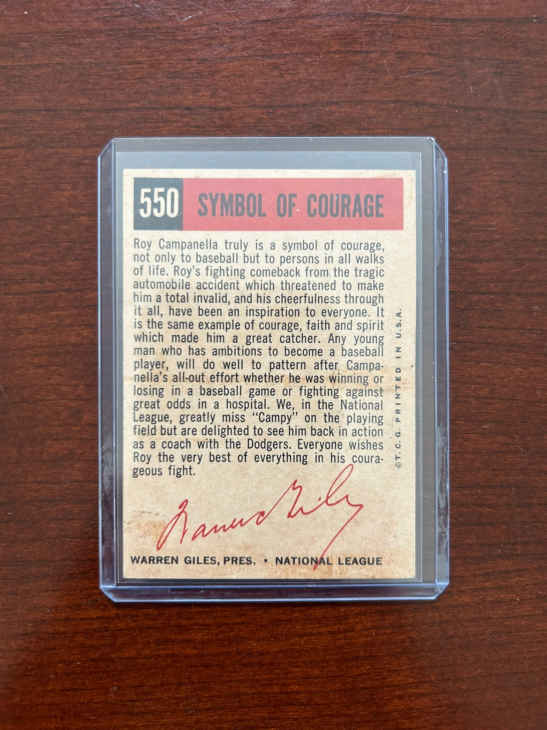 550 SYMBOL OF COURAGE
Roy Campanella truly is a symbol of courage,
not only to baseball but to persons in all walks
of life. Roy's fighting comeback from the tragic
automobile accident which threatened to make
him a total invalid, and his cheerfulness through
it all, have been an inspiration to everyone. It
is the same example of courage, faith and spirit
which made him a great catcher. Any young
man who has ambitions to become a baseball
player, will do well to pattern after Campa-
nella's all-out effort whether he was winning or
losing in a baseball game or fighting against
great odds in a hospital. We, in the National
League, greatly miss "Campy" on the playing
field but are delighted to see him back in action
as a coach with the Dodgers. Everyone wishes
Roy the very best of everything in his coura-
geous fight.
Warren Giles
WARREN GILES, PRES. • NATIONAL LEAGUE
©T.C.G. PRINTED IN U.S.A.